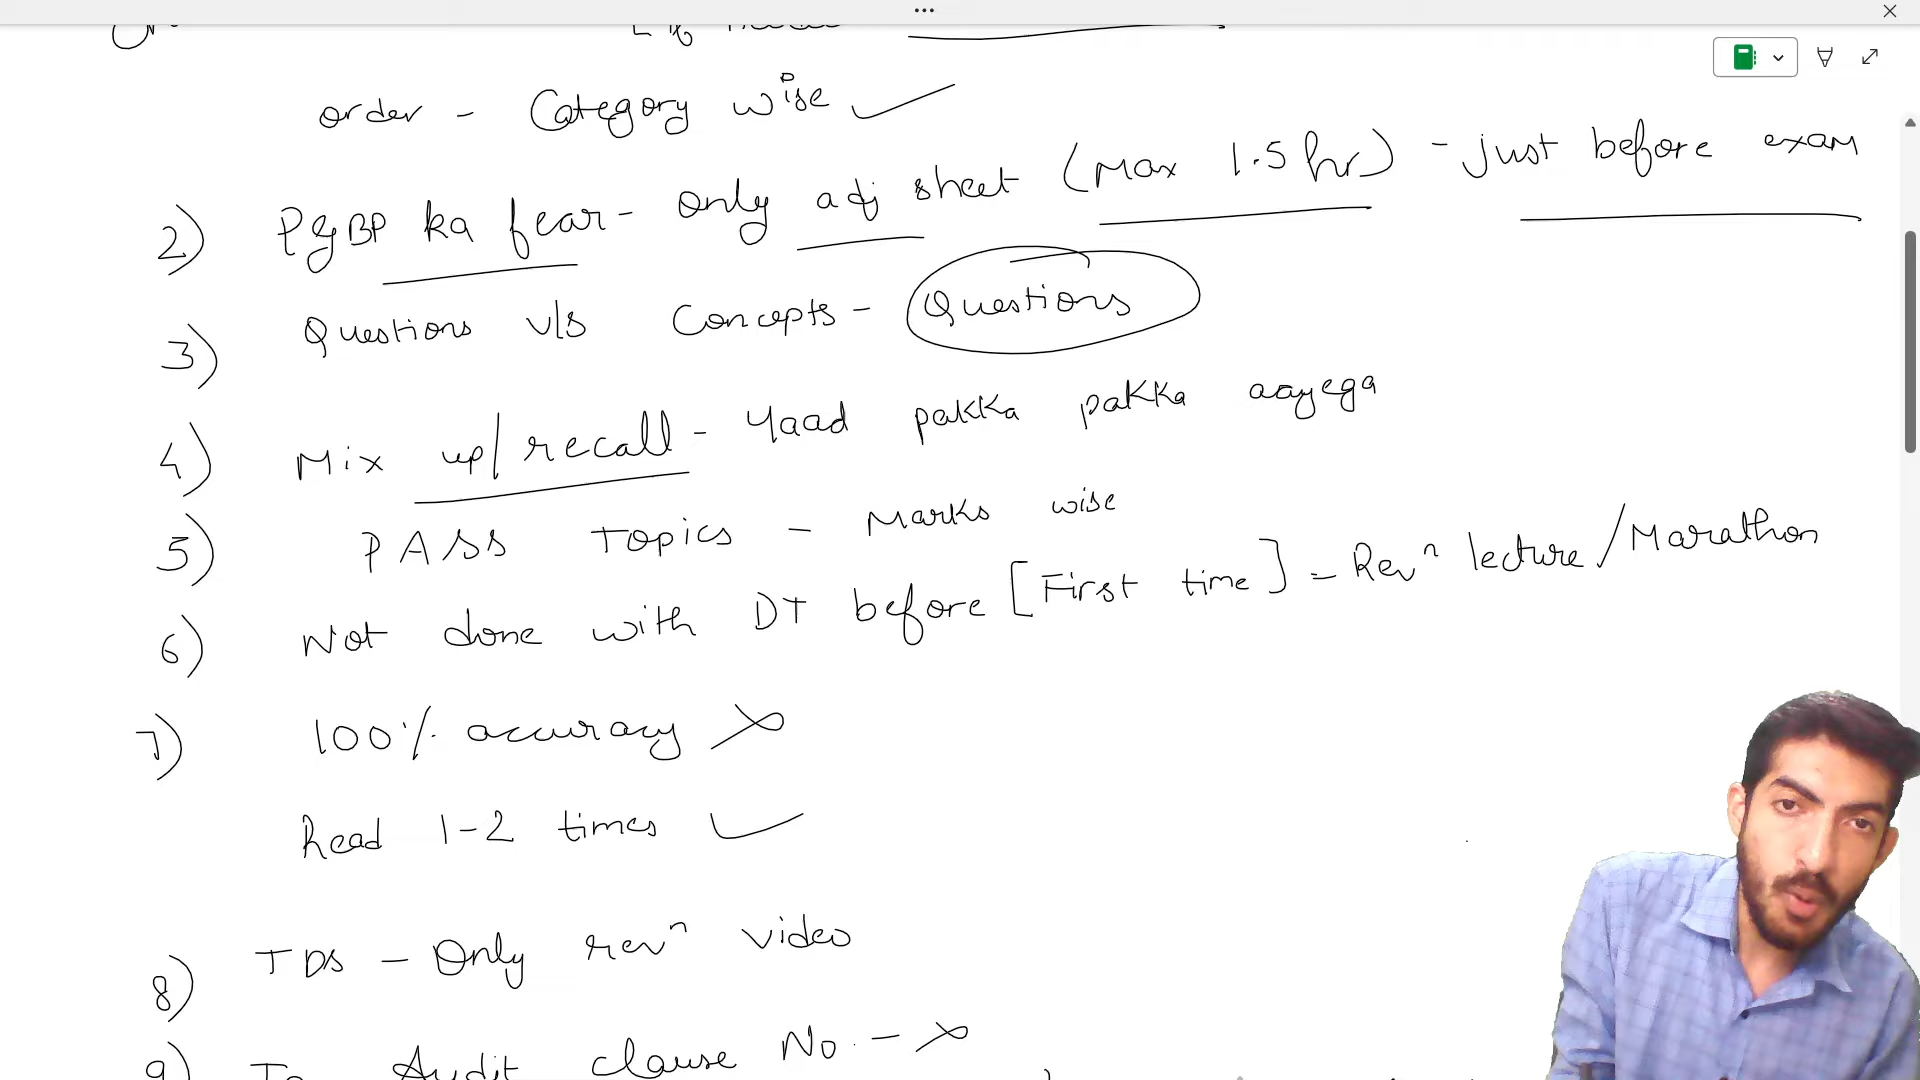 order - Category wise
2) PGBP ka fear - Only adj sheet (Max 1.5 hr) - just before exam
3) Questions v/s Concepts - Questions
4) Mix up/recall - Yaad pakka pakka aayega
5) PASS Topics - Marks wise
6) Not done with DT before [First time] - Revⁿ lecture/Marathon
7) 100% accuracy ✗
Read 1-2 times ✓
8) TDS - Only revⁿ video
9) Audit clause No. - ✗